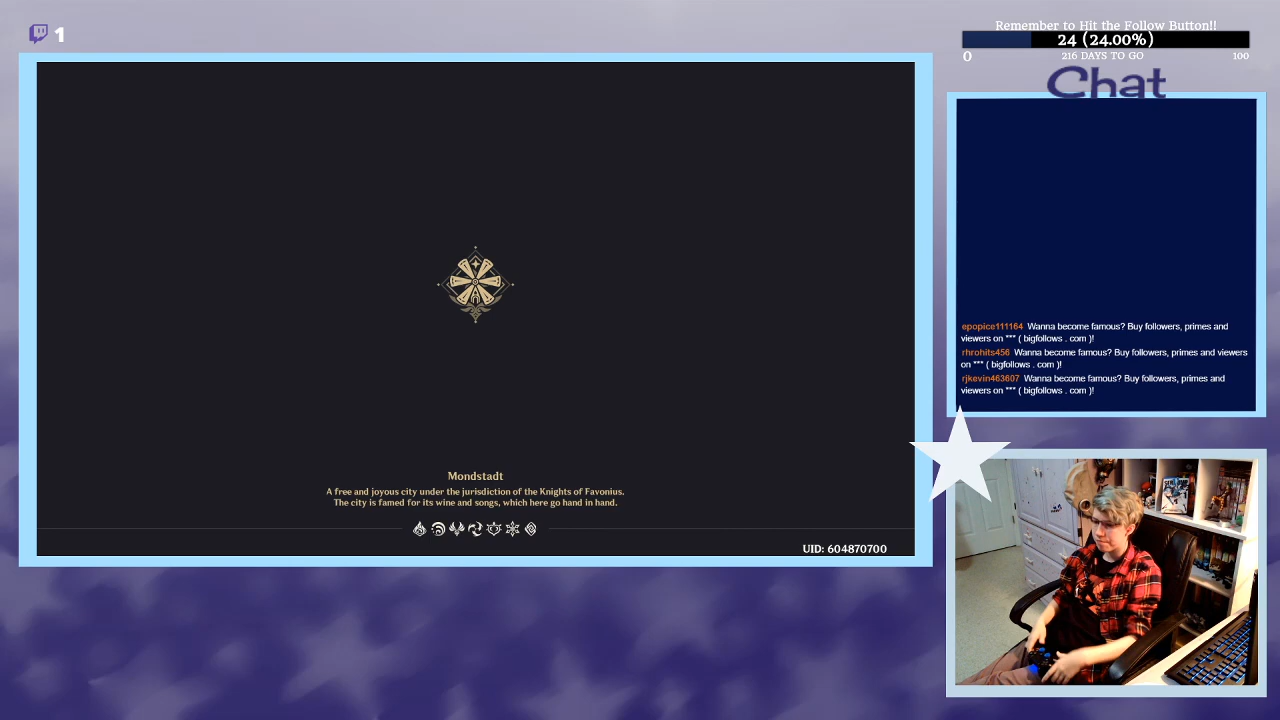 1
Remember to Hit the Follow Button!!
24 (24.00%)
0
216 DAYS TO GO
100
Chat
epopice111164 Wanna become famous? Buy followers, primes and
viewers on *** ( bigfollows . com )!
rhrohits456 Wanna become famous? Buy followers, primes and viewers
on *** ( bigfollows . com )!
rjkevin463607 Wanna become famous? Buy followers, primes and
viewers on *** ( bigfollows . com )!
Mondstadt
A free and joyous city under the jurisdiction of the Knights of Favonius.
The city is famed for its wine and songs, which here go hand in hand.
UID: 604870700